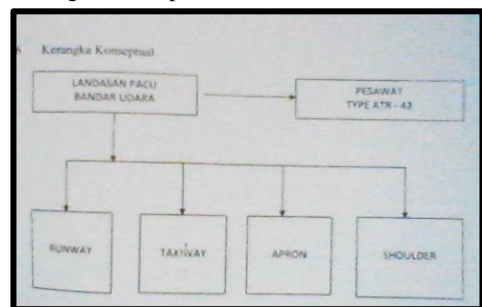 Kerangka Konseptual
LANDASAN PACU
BANDAR UDARA
PESAWAT
TYPE ATR - 42
RUNWAY
TAXIWAY
APRON
SHOULDER